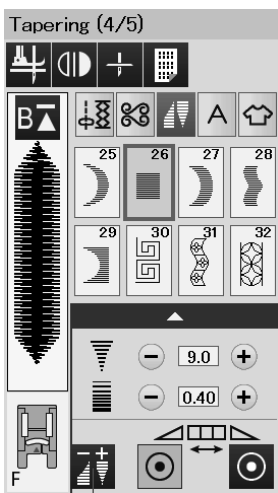 Tapering (4/5)
B
A
25 26 27 28
29 30 31 32
− 9.0 +
− 0.40 +
F
− +